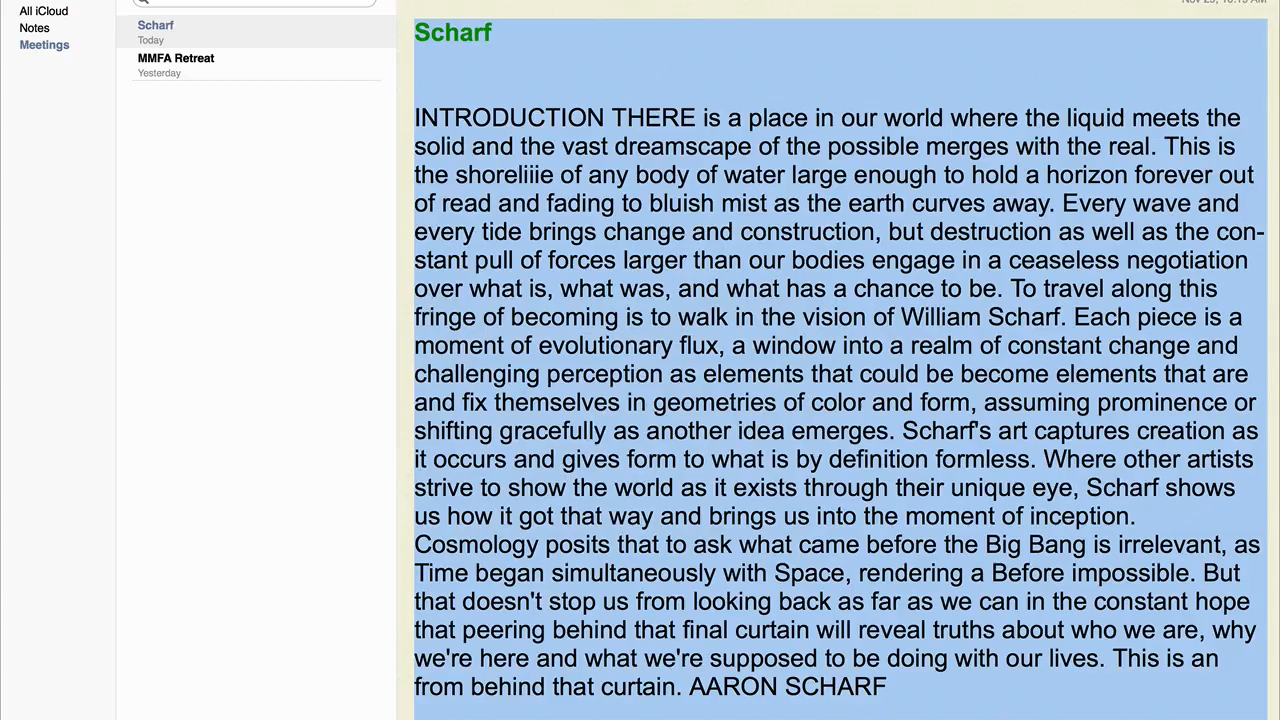 All iCloud
Notes
Meetings
Scharf
Today
MMFA Retreat
Yesterday
Scharf
INTRODUCTION THERE is a place in our world where the liquid meets the
solid and the vast dreamscape of the possible merges with the real. This is
the shoreliiie of any body of water large enough to hold a horizon forever out
of read and fading to bluish mist as the earth curves away. Every wave and
every tide brings change and construction, but destruction as well as the con-
stant pull of forces larger than our bodies engage in a ceaseless negotiation
over what is, what was, and what has a chance to be. To travel along this
fringe of becoming is to walk in the vision of William Scharf. Each piece is a
moment of evolutionary flux, a window into a realm of constant change and
challenging perception as elements that could be become elements that are
and fix themselves in geometries of color and form, assuming prominence or
shifting gracefully as another idea emerges. Scharf's art captures creation as
it occurs and gives form to what is by definition formless. Where other artists
strive to show the world as it exists through their unique eye, Scharf shows
us how it got that way and brings us into the moment of inception.
Cosmology posits that to ask what came before the Big Bang is irrelevant, as
Time began simultaneously with Space, rendering a Before impossible. But
that doesn't stop us from looking back as far as we can in the constant hope
that peering behind that final curtain will reveal truths about who we are, why
we're here and what we're supposed to be doing with our lives. This is an
from behind that curtain. AARON SCHARF